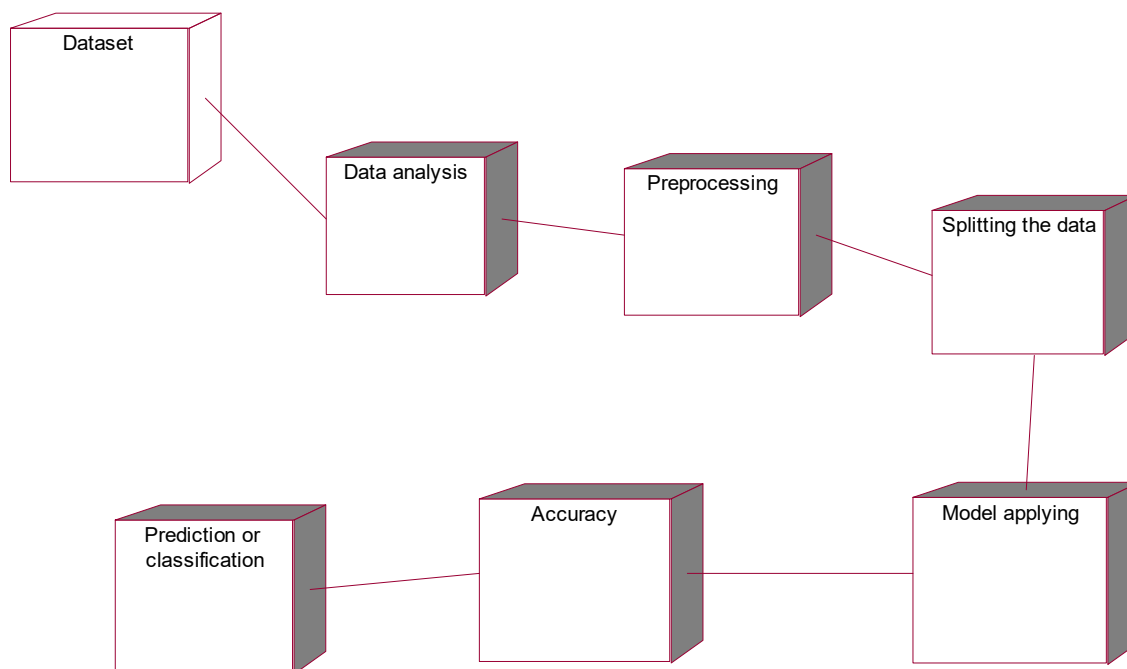 Dataset
Data analysis
Preprocessing
Splitting the data
Model applying
Accuracy
Prediction or
classification